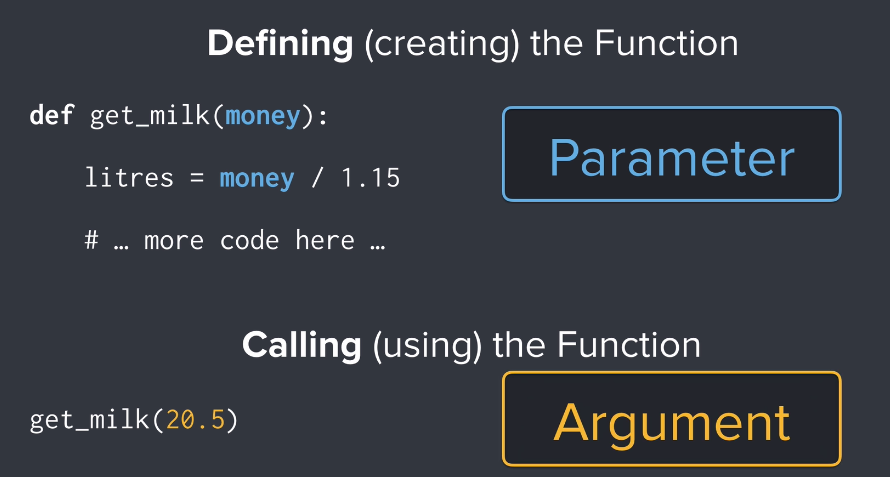 Defining (creating) the Function
def get_milk(money):
Parameter
litres = money / 1.15
# … more code here …
Calling (using) the Function
get_milk(20.5)
Argument